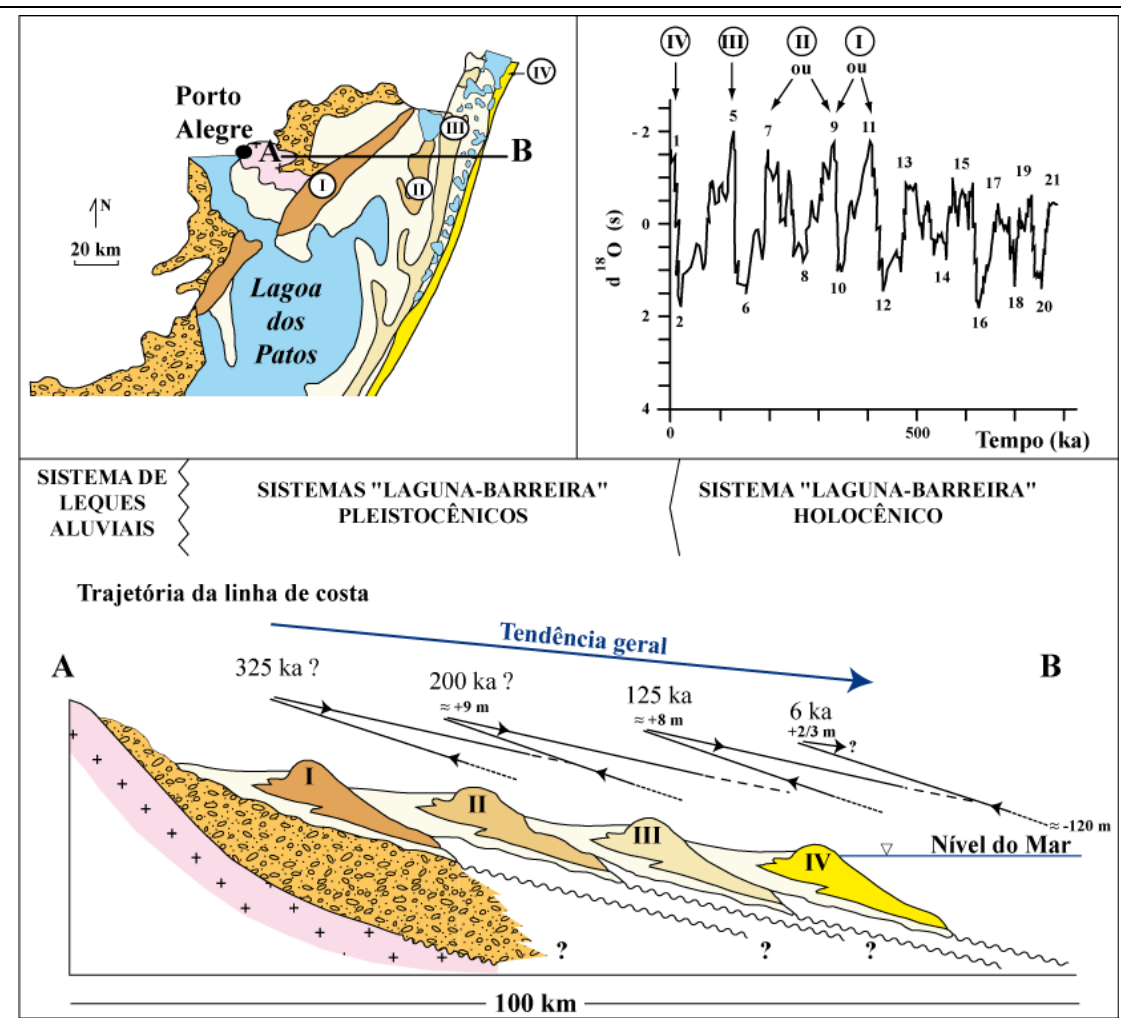 Porto
Alegre
A
B
I
II
III
IV
N
20 km
Lagoa
dos
Patos
IV
III
II
I
ou
ou
-2
0
2
4
d 18O (s)
1
2
5
6
7
8
9
10
11
12
13
14
15
16
17
18
19
20
21
0
500
Tempo (ka)
SISTEMA DE
LEQUES
ALUVIAIS
SISTEMAS "LAGUNA-BARREIRA"
PLEISTOCÊNICOS
SISTEMA "LAGUNA-BARREIRA"
HOLOCÊNICO
Trajetória da linha de costa
Tendência geral
A
B
325 ka ?
200 ka ?
≈ +9 m
125 ka
≈ +8 m
6 ka
+2/3 m
?
≈ -120 m
Nível do Mar
I
II
III
IV
?
?
?
100 km